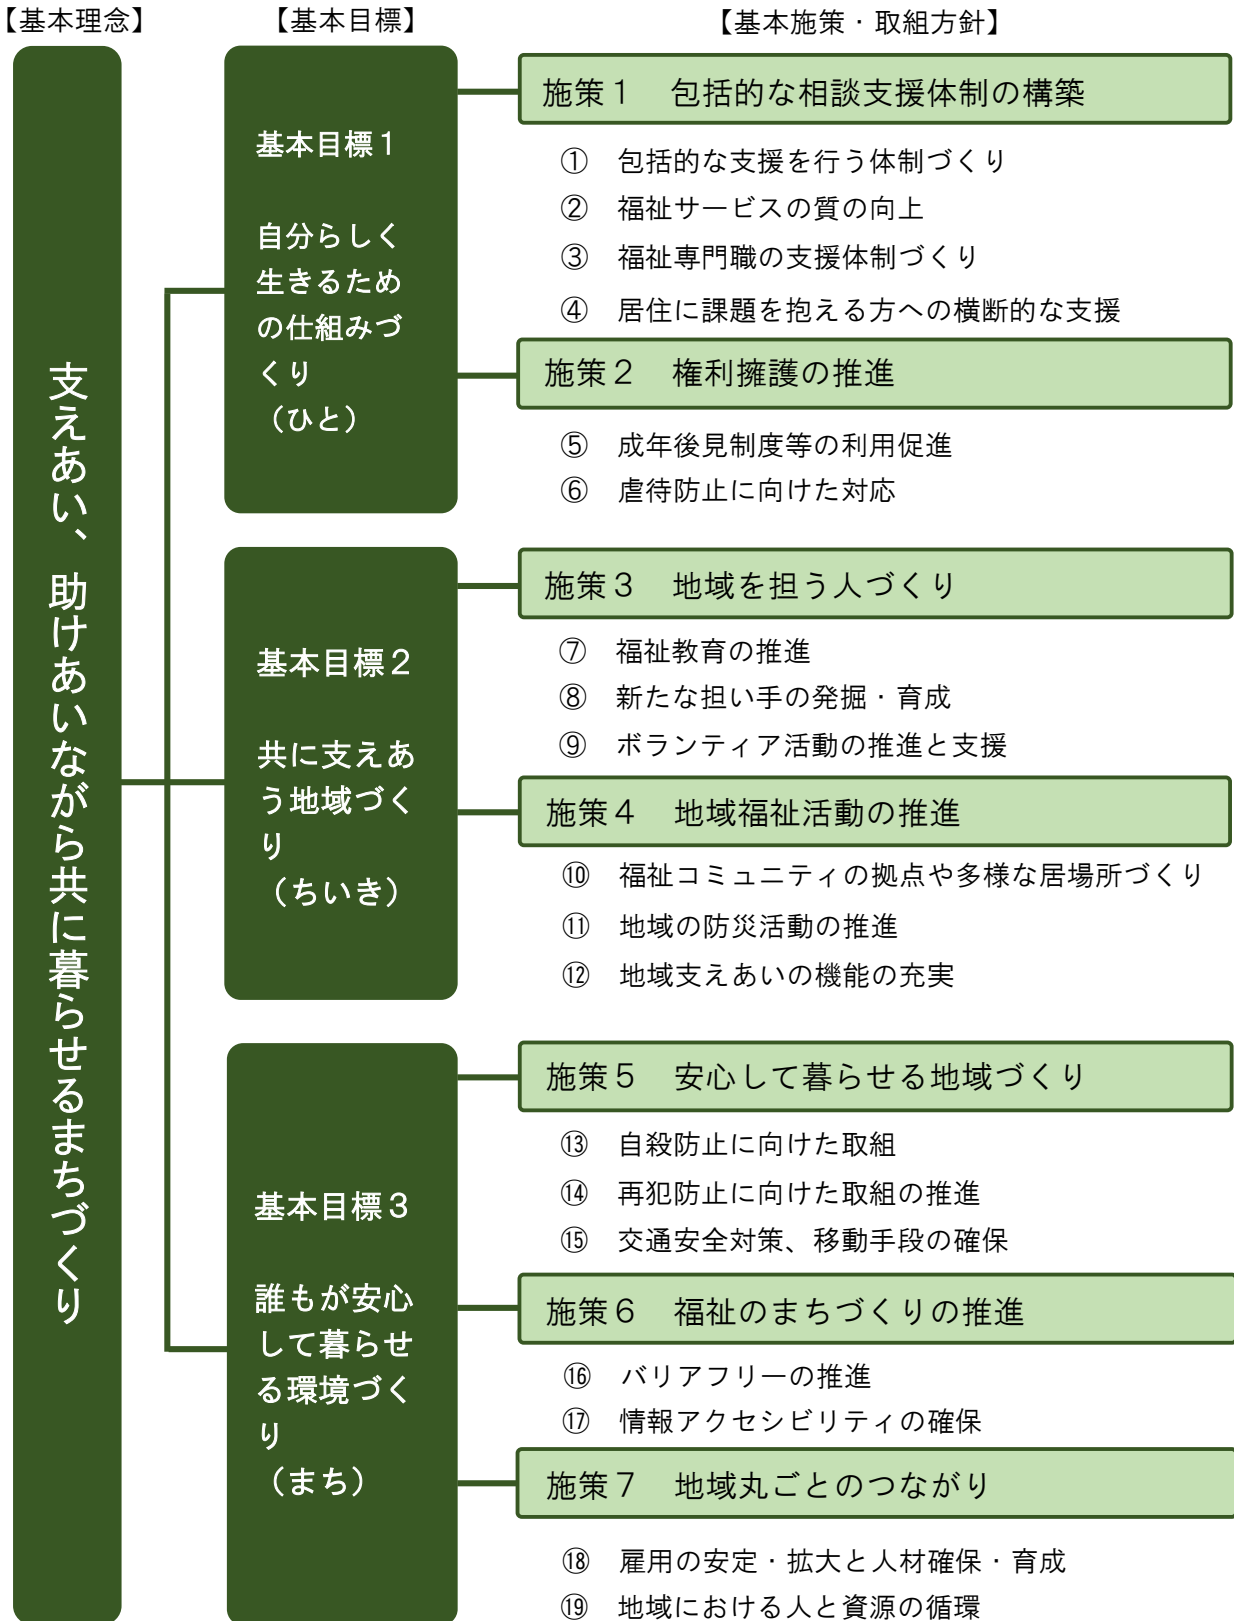 【基本理念】
【基本目標】
【基本施策・取組方針】
支えあい、助けあいながら共に暮らせるまちづくり
基本目標１
自分らしく
生きるため
の仕組みづ
くり
（ひと）
施策１　包括的な相談支援体制の構築
①　包括的な支援を行う体制づくり
②　福祉サービスの質の向上
③　福祉専門職の支援体制づくり
④　居住に課題を抱える方への横断的な支援
施策２　権利擁護の推進
⑤　成年後見制度等の利用促進
⑥　虐待防止に向けた対応
基本目標２
共に支えあ
う地域づく
り
（ちいき）
施策３　地域を担う人づくり
⑦　福祉教育の推進
⑧　新たな担い手の発掘・育成
⑨　ボランティア活動の推進と支援
施策４　地域福祉活動の推進
⑩　福祉コミュニティの拠点や多様な居場所づくり
⑪　地域の防災活動の推進
⑫　地域支えあいの機能の充実
基本目標３
誰もが安心
して暮らせ
る環境づく
り
（まち）
施策５　安心して暮らせる地域づくり
⑬　自殺防止に向けた取組
⑭　再犯防止に向けた取組の推進
⑮　交通安全対策、移動手段の確保
施策６　福祉のまちづくりの推進
⑯　バリアフリーの推進
⑰　情報アクセシビリティの確保
施策７　地域丸ごとのつながり
⑱　雇用の安定・拡大と人材確保・育成
⑲　地域における人と資源の循環